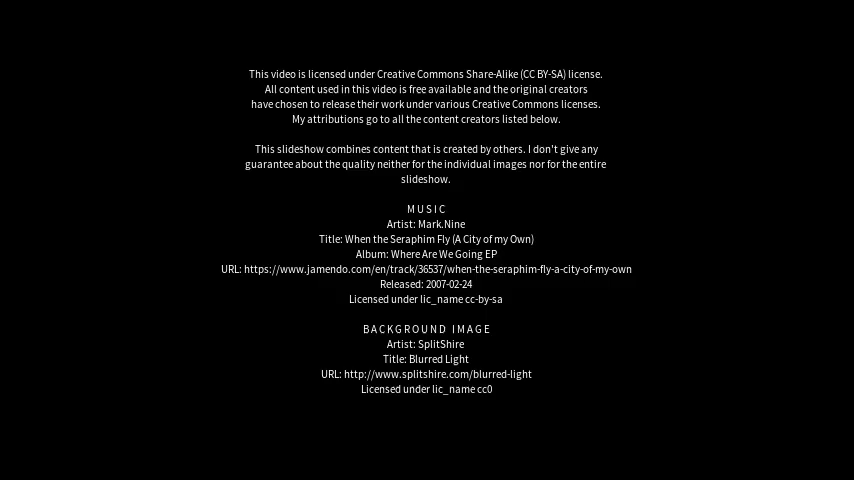 This video is licensed under Creative Commons Share-Alike (CC BY-SA) license.
All content used in this video is free available and the original creators
have chosen to release their work under various Creative Commons licenses.
My attributions go to all the content creators listed below.
This slideshow combines content that is created by others. I don't give any
guarantee about the quality neither for the individual images nor for the entire
slideshow.
MUSIC
Artist: Mark.Nine
Title: When the Seraphim Fly (A City of my Own)
Album: Where Are We Going EP
URL: https://www.jamendo.com/en/track/36537/when-the-seraphim-fly-a-city-of-my-own
Released: 2007-02-24
Licensed under lic_name cc-by-sa
BACKGROUND IMAGE
Artist: SplitShire
Title: Blurred Light
URL: http://www.splitshire.com/blurred-light
Licensed under lic_name cc0